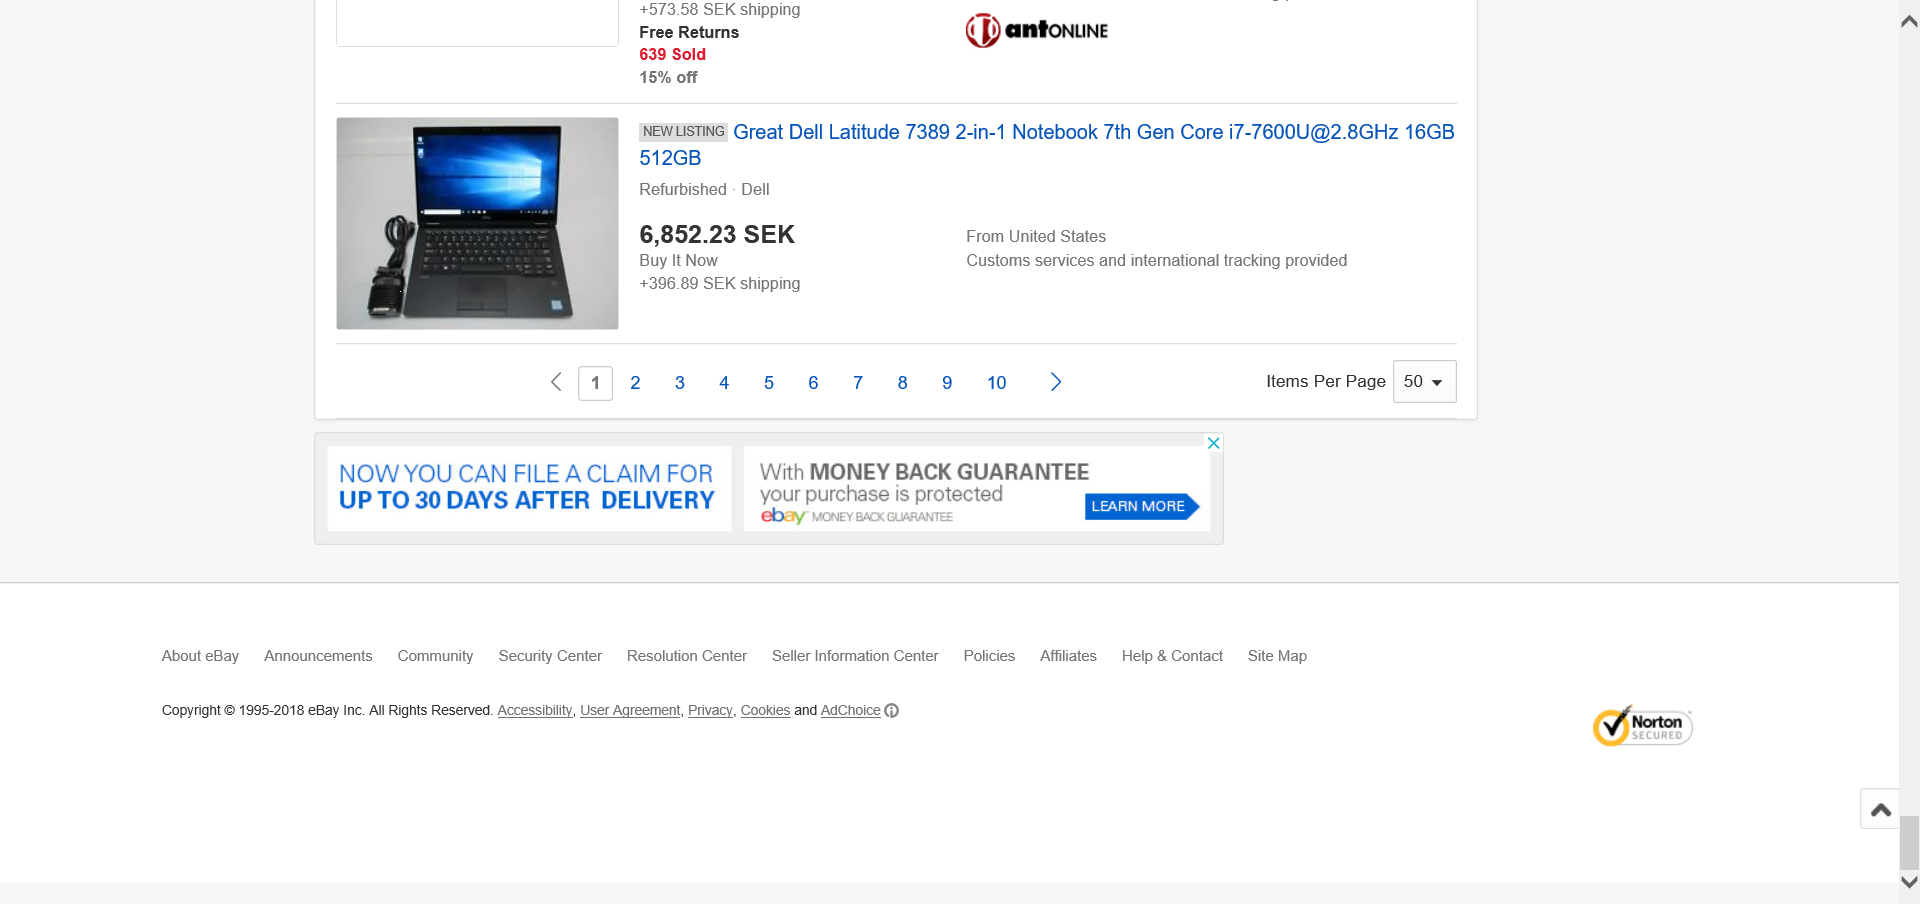 +573.58 SEK shipping
Free Returns
639 Sold
15% off
antONLINE
NEW LISTING Great Dell Latitude 7389 2-in-1 Notebook 7th Gen Core i7-7600U@2.8GHz 16GB
512GB
Refurbished · Dell
6,852.23 SEK
Buy It Now
+396.89 SEK shipping
From United States
Customs services and international tracking provided
1 2 3 4 5 6 7 8 9 10
Items Per Page 50
NOW YOU CAN FILE A CLAIM FOR
UP TO 30 DAYS AFTER DELIVERY
With MONEY BACK GUARANTEE
your purchase is protected
ebay™ MONEY BACK GUARANTEE
LEARN MORE
About eBay Announcements Community Security Center Resolution Center Seller Information Center Policies Affiliates Help & Contact Site Map
Copyright © 1995-2018 eBay Inc. All Rights Reserved. Accessibility, User Agreement, Privacy, Cookies and AdChoice
Norton
SECURED